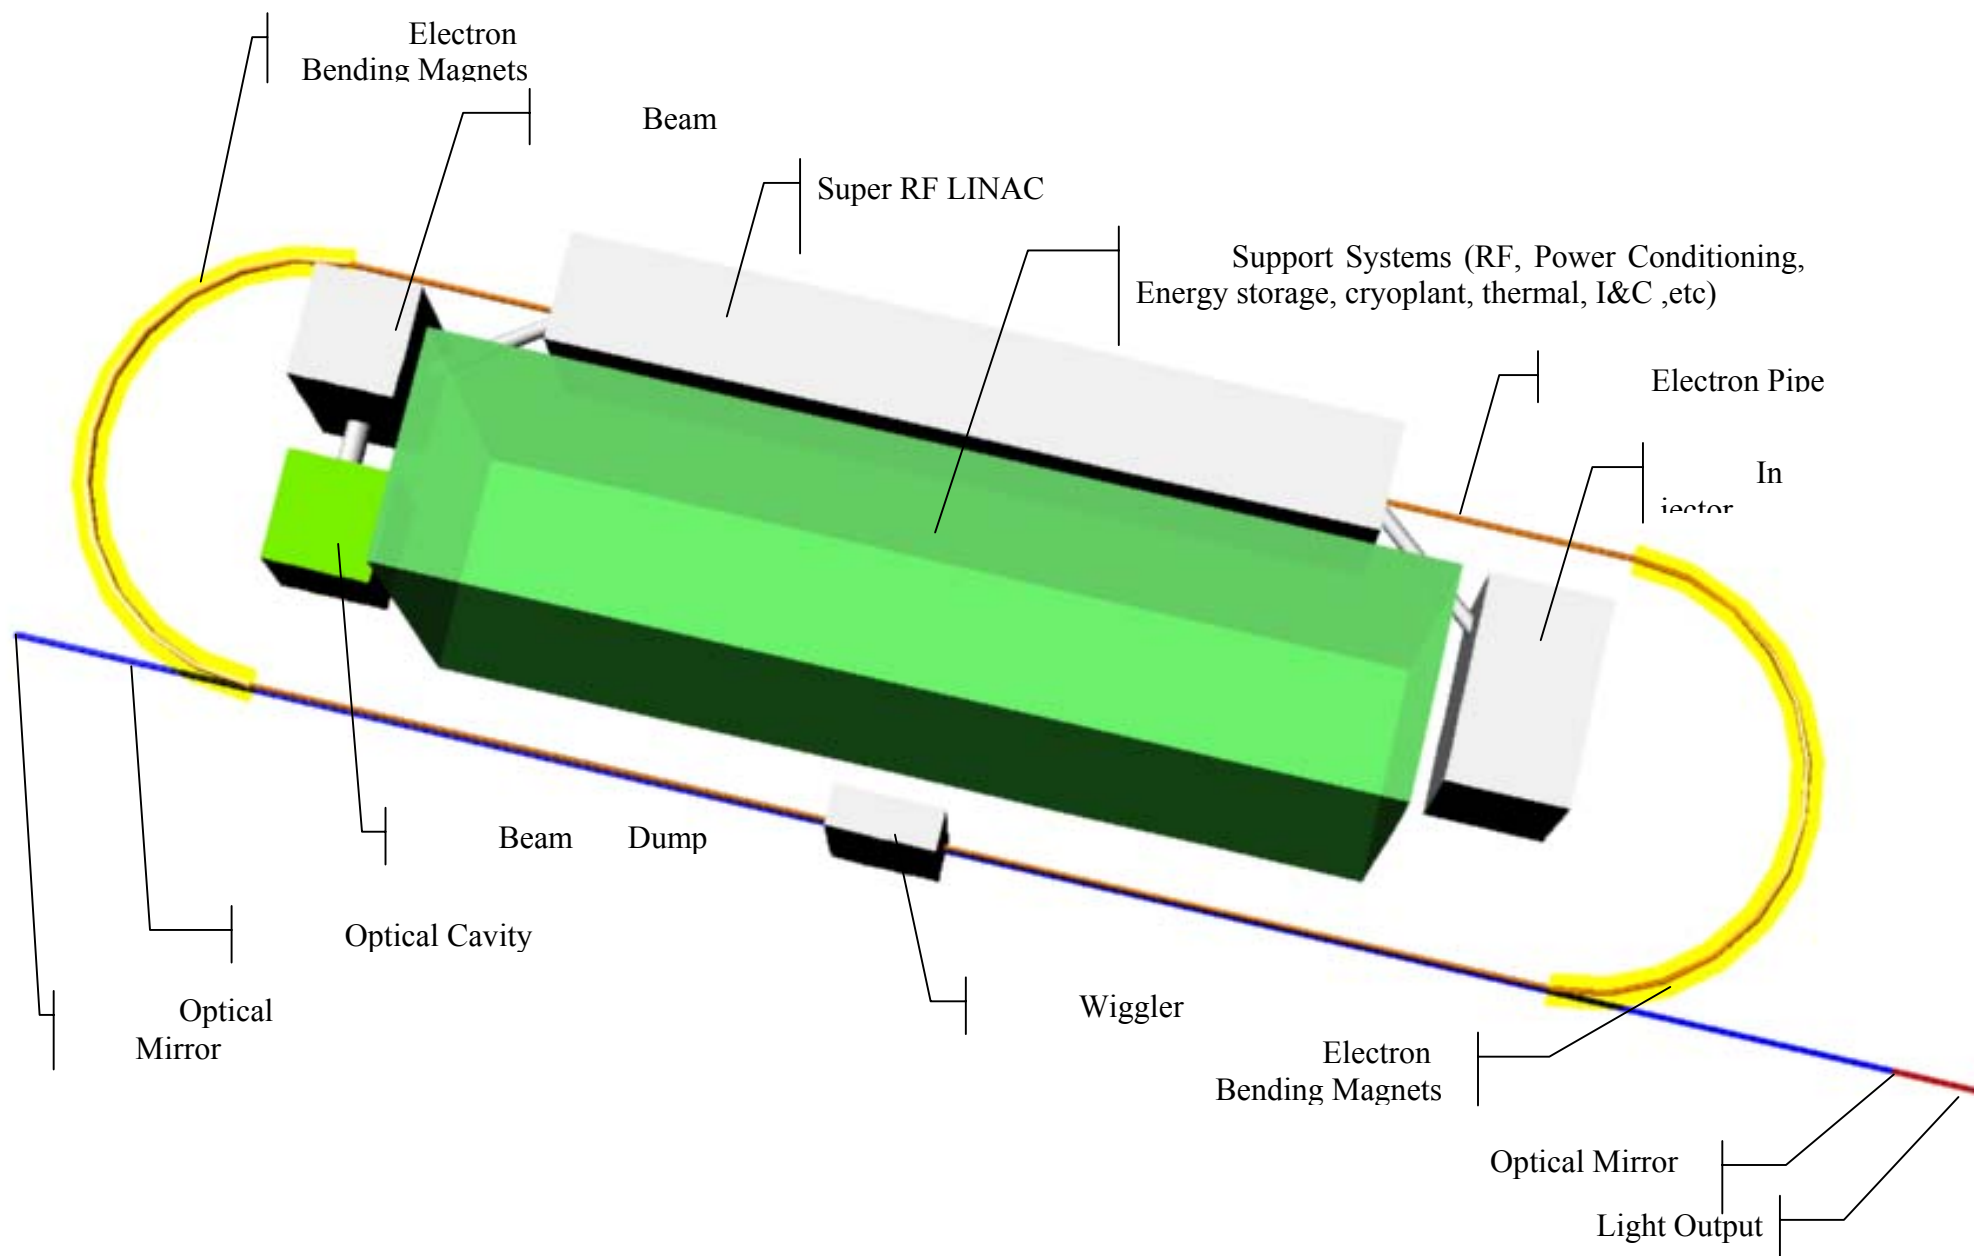 Electron
Bending Magnets
Beam
Super RF LINAC
Support Systems (RF, Power Conditioning,
Energy storage, cryoplant, thermal, I&C ,etc)
Electron Pipe
In
jector
Beam Dump
Optical Cavity
Optical
Mirror
Wiggler
Electron
Bending Magnets
Optical Mirror
Light Output